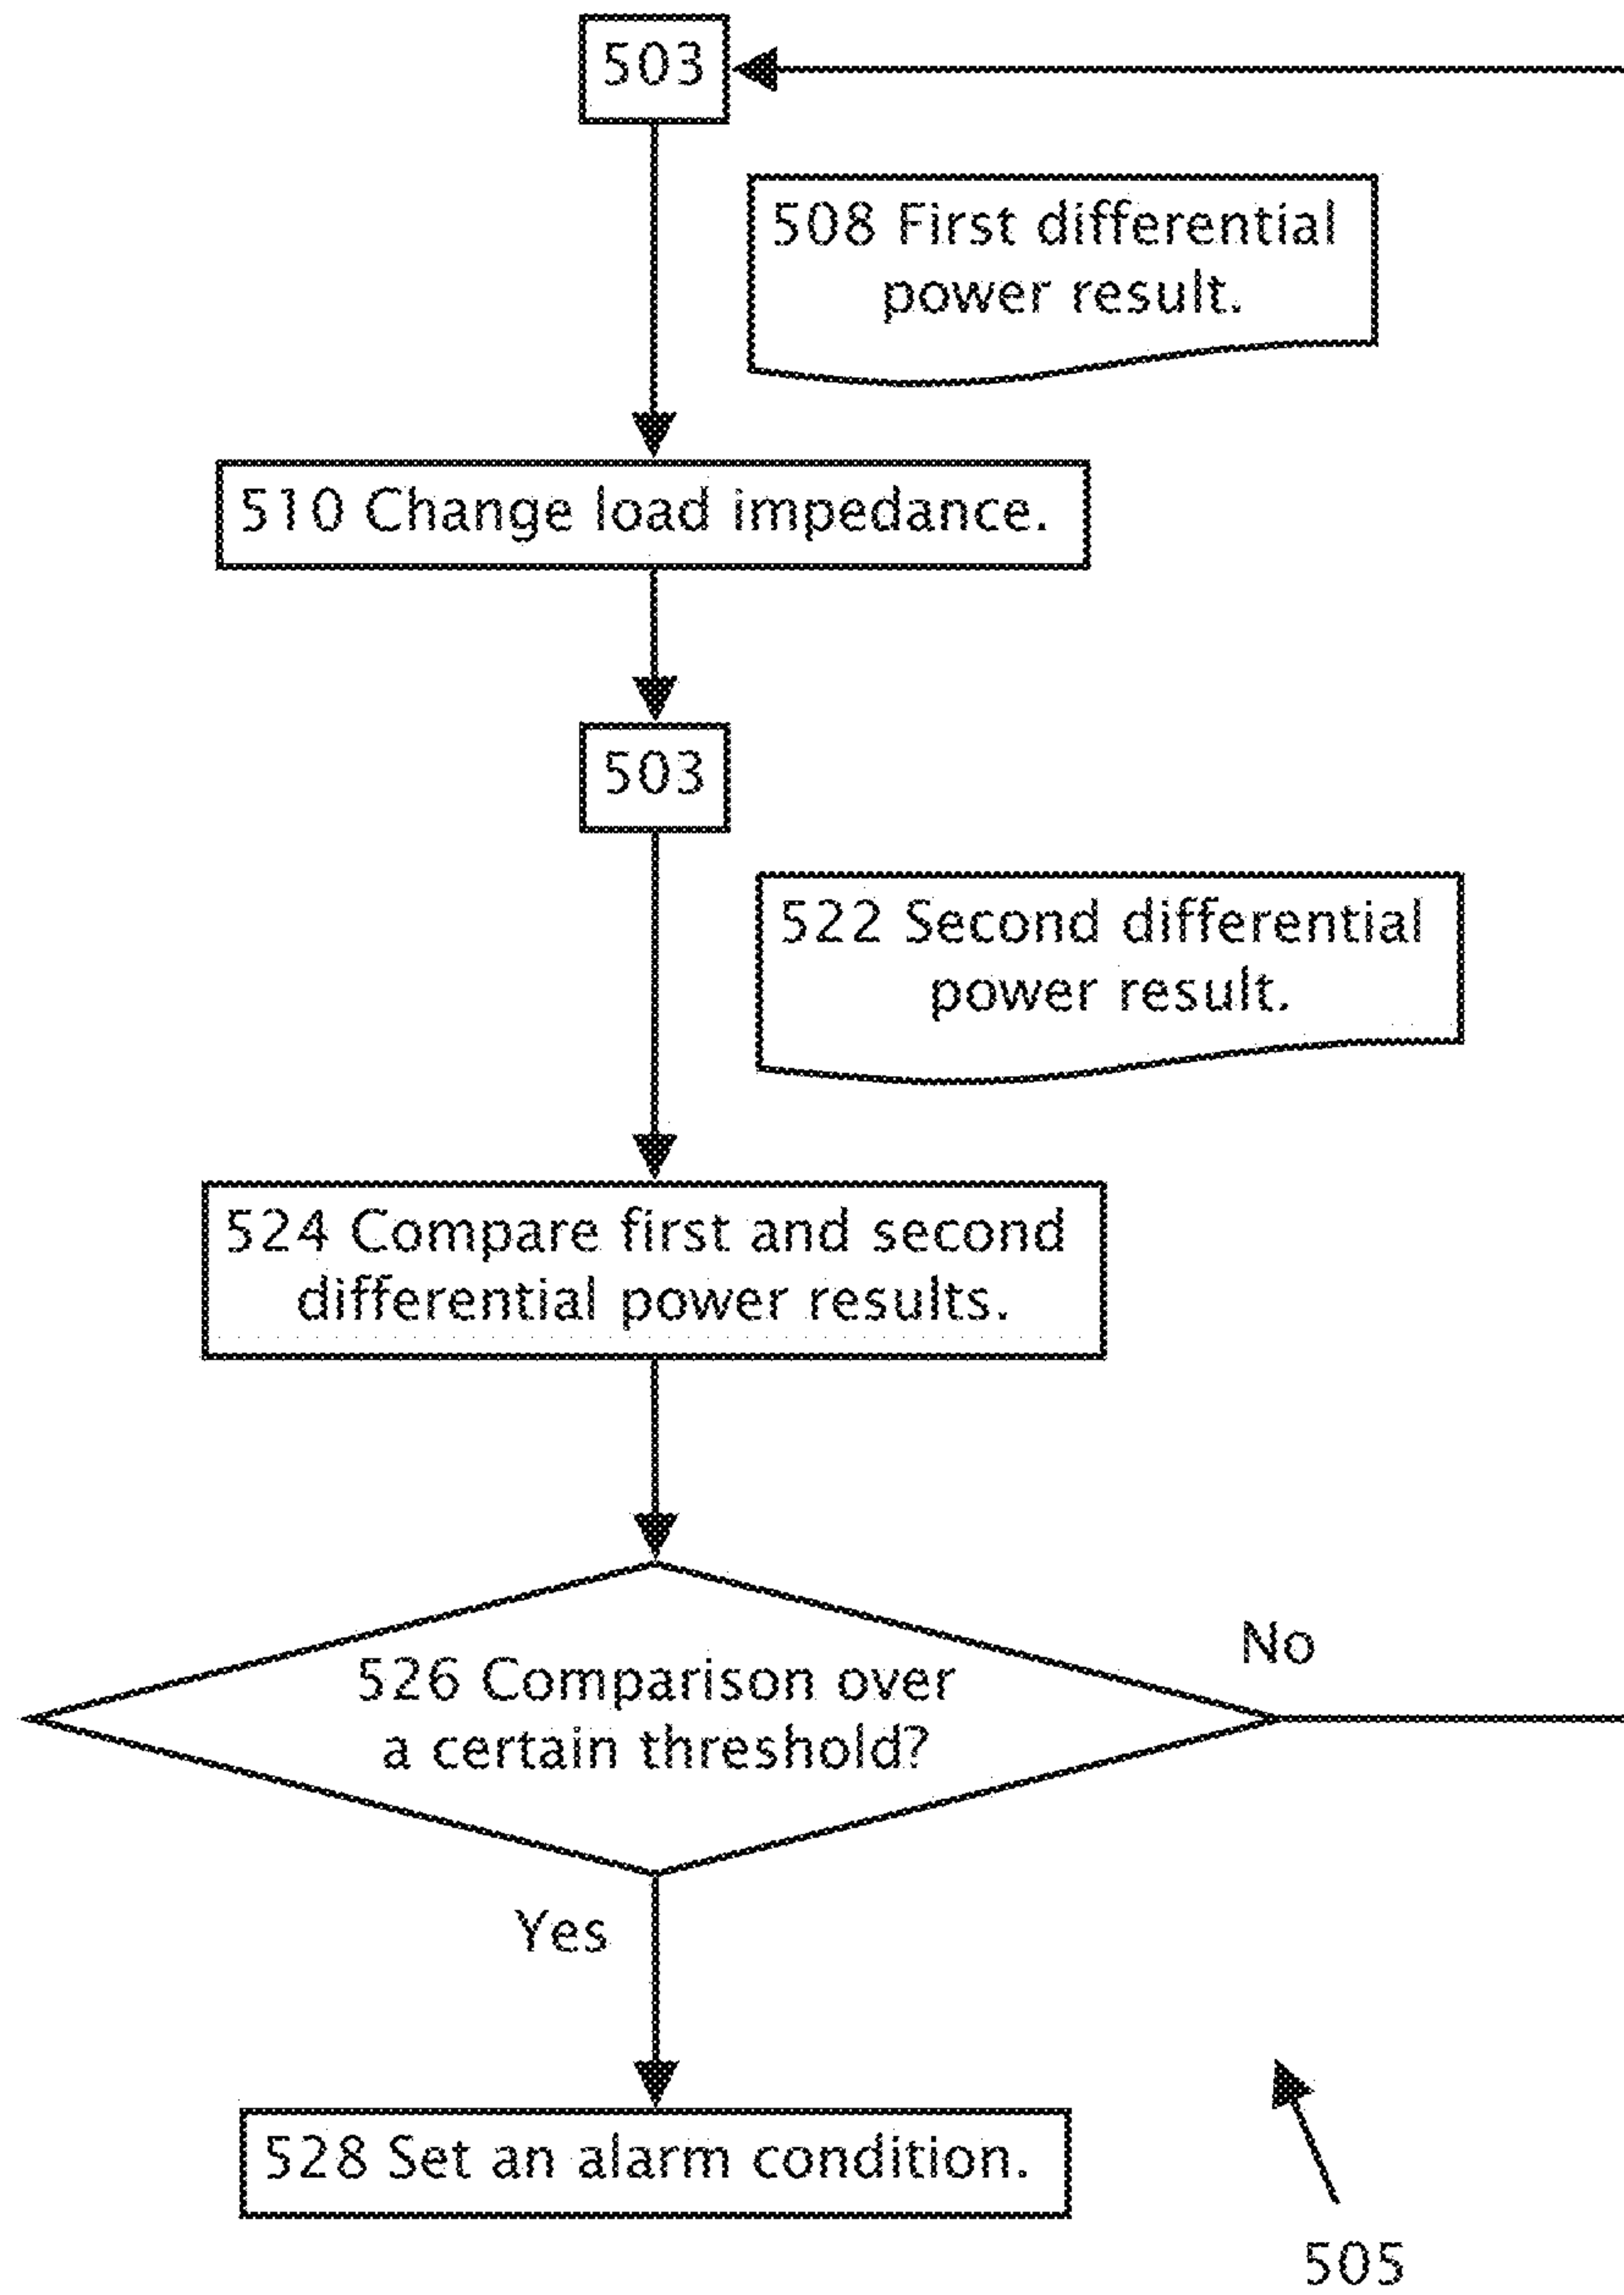 503
508 First differential
power result.
510 Change load impedance.
503
522 Second differential
power result.
524 Compare first and second
differential power results.
526 Comparison over
a certain threshold?
No
Yes
528 Set an alarm condition.
505